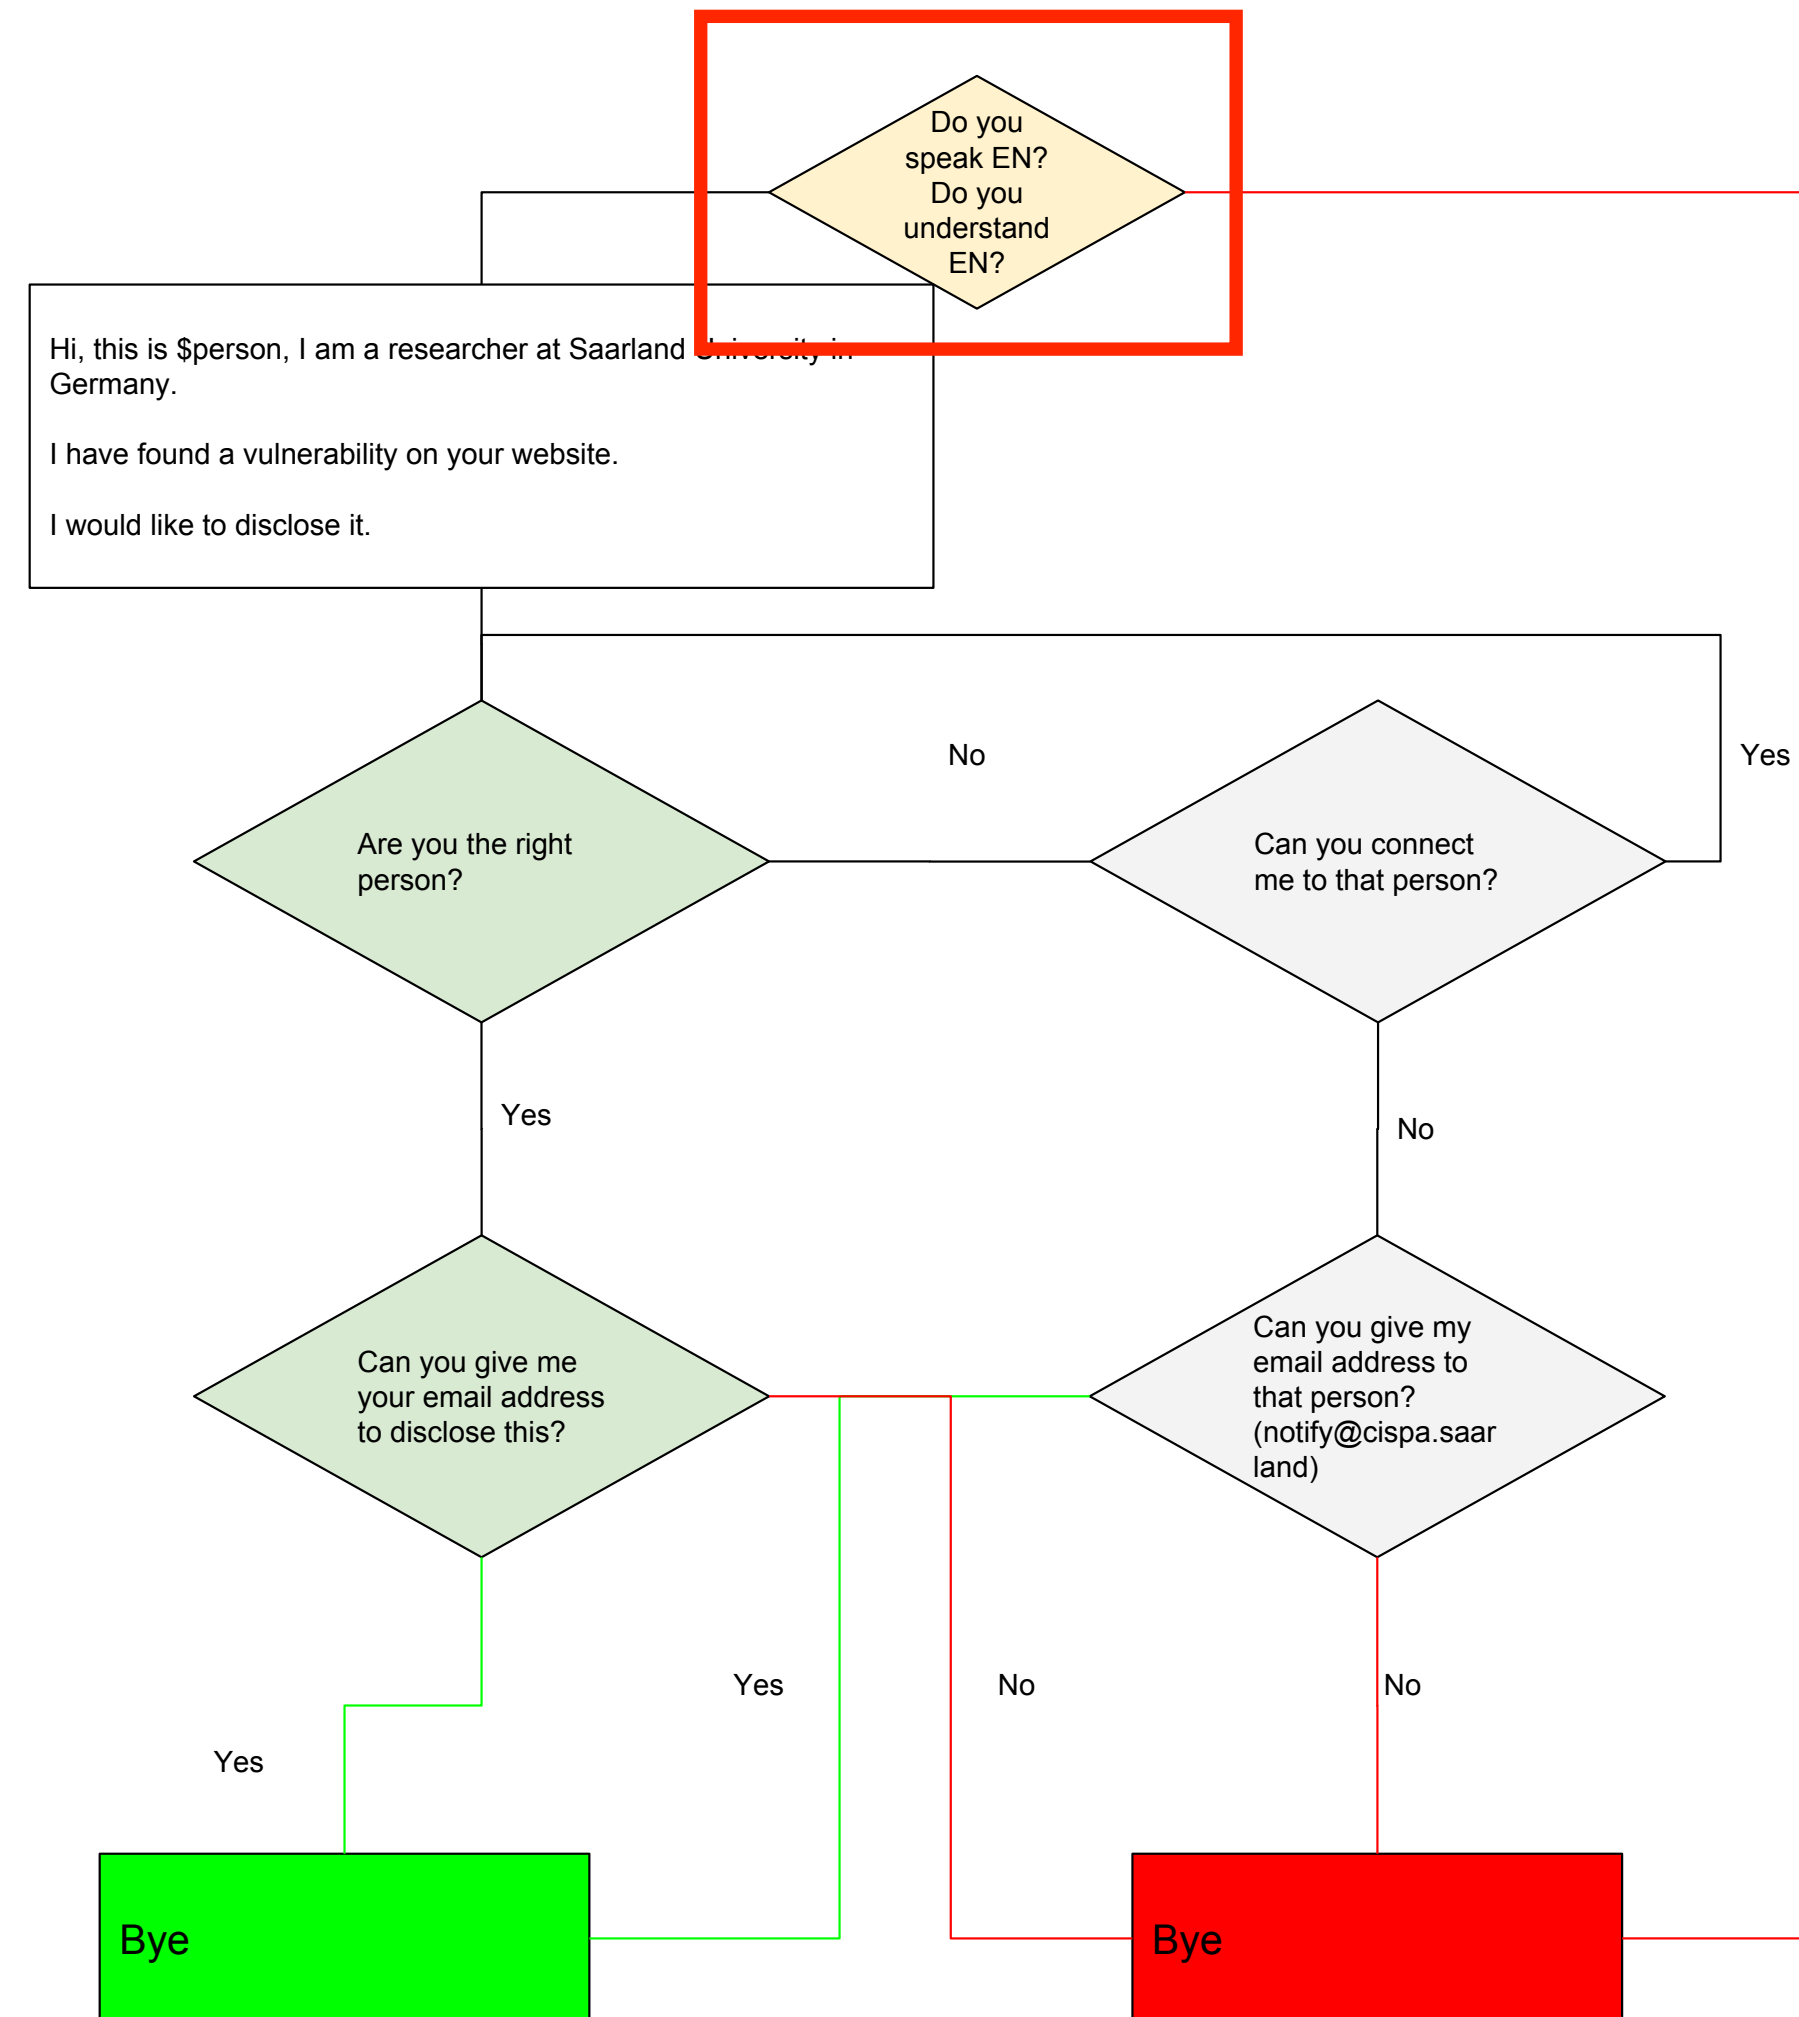 Do you
speak EN?
Do you
understand
EN?
Hi, this is $person, I am a researcher at Saarland University in
Germany.
I have found a vulnerability on your website.
I would like to disclose it.
No
Yes
Are you the right
person?
Can you connect
me to that person?
Yes
No
Can you give me
your email address
to disclose this?
Can you give my
email address to
that person?
(notify@cispa.saar
land)
Yes
No
No
Yes
Bye
Bye